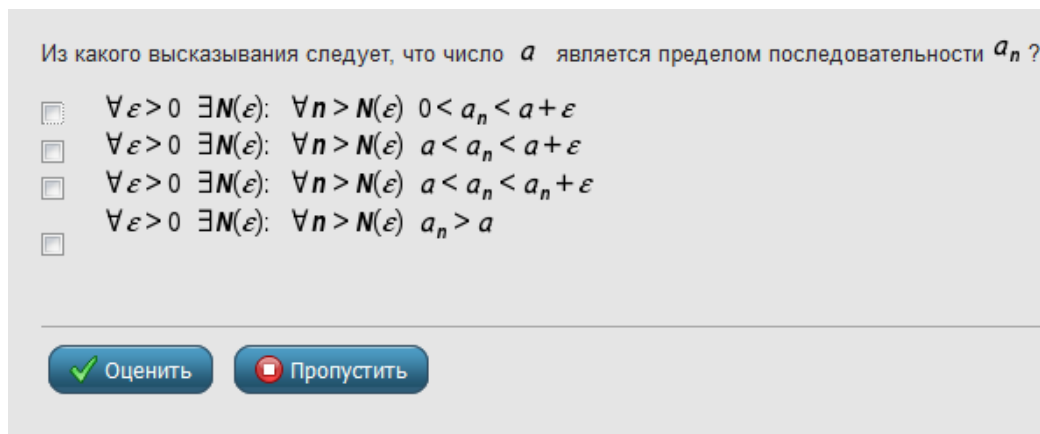 Из какого высказывания следует, что число a является пределом последовательности aₙ ?
∀ε>0 ∃N(ε): ∀n>N(ε) 0<aₙ<a+ε
∀ε>0 ∃N(ε): ∀n>N(ε) a<aₙ<a+ε
∀ε>0 ∃N(ε): ∀n>N(ε) a<aₙ<aₙ+ε
∀ε>0 ∃N(ε): ∀n>N(ε) aₙ>a
Оценить Пропустить